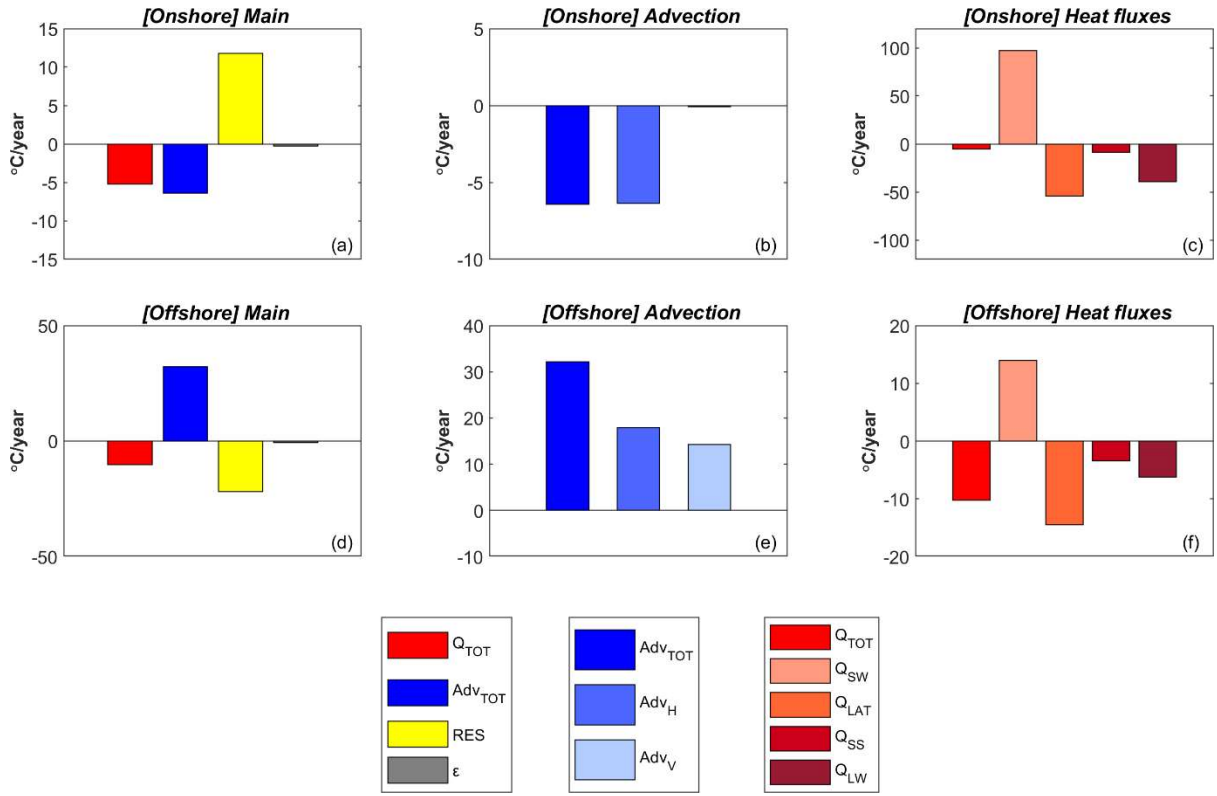 [Onshore] Main
[Onshore] Advection
[Onshore] Heat fluxes
°C/year
15
10
5
0
-5
-10
-15
(a)
°C/year
5
0
-5
-10
(b)
°C/year
100
50
0
-50
-100
(c)
[Offshore] Main
[Offshore] Advection
[Offshore] Heat fluxes
°C/year
50
0
-50
(d)
°C/year
40
30
20
10
0
-10
(e)
°C/year
20
10
0
-10
-20
(f)
Q_TOT
Adv_TOT
RES
ε
Adv_TOT
Adv_H
Adv_V
Q_TOT
Q_SW
Q_LAT
Q_SS
Q_LW